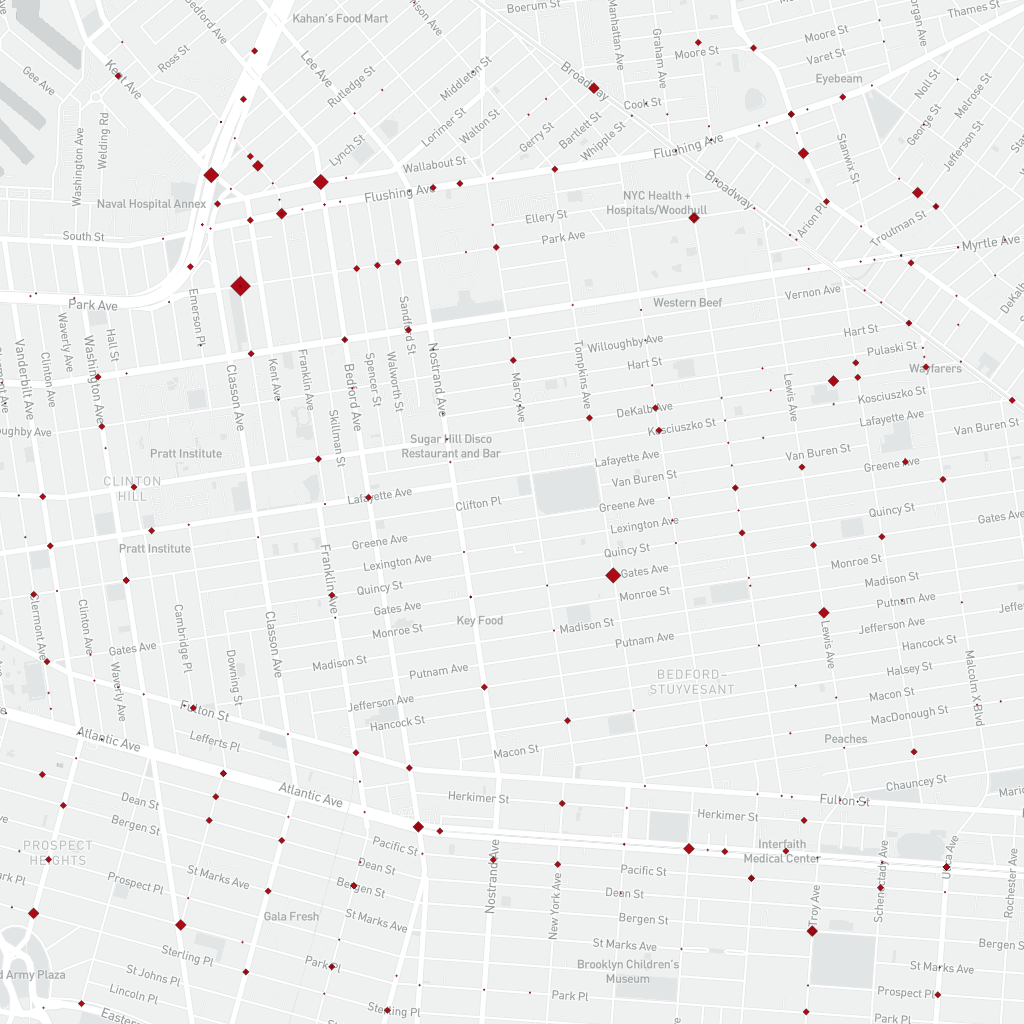 Boerum St
Kahan's Food Mart
Thames St
Moore St
Moore St
Varet St
Eyebeam
Ross St
Lee Ave
Gee Ave
Kent Ave
Broadway
Middleton St
Rutledge St
Manhattan Ave
Graham Ave
Noll St
Melrose St
Cook St
Lorimer St
Walton St
Gerry St
Bartlett St
Whipple St
George St
Jefferson St
Washington Ave
Welding Rd
Lynch St
Wallabout St
Flushing Ave
Flushing Ave
Stanwix St
Broadway
Naval Hospital Annex
NYC Health +
Hospitals/Woodhull
Ellery St
Park Ave
Arion Pl
Troutman St
South St
Myrtle Ave
Park Ave
Emerson Pl
Western Beef
Vernon Ave
Waverly Ave
Hall St
Sandford St
Hart St
Willoughby Ave
Hart St
Pulaski St
Wayfarers
Vanderbilt Ave
Clinton Ave
Washington Ave
Classon Ave
Kent Ave
Franklin Ave
Bedford Ave
Spencer St
Walworth St
Nostrand Ave
Marcy Ave
Tompkins Ave
Lewis Ave
Kosciuszko St
DeKalb Ave
Kosciuszko St
Lafayette Ave
Van Buren St
Skillman St
Sugar Hill Disco
Restaurant and Bar
Pratt Institute
Lafayette Ave
Van Buren St
Greene Ave
Van Buren St
CLINTON
HILL
Lafayette Ave
Clifton Pl
Greene Ave
Lexington Ave
Quincy St
Gates Ave
Pratt Institute
Greene Ave
Lexington Ave
Quincy St
Gates Ave
Monroe St
Quincy St
Gates Ave
Monroe St
Monroe St
Madison St
Putnam Ave
Clermont Ave
Clinton Ave
Cambridge Pl
Classon Ave
Franklin Ave
Key Food
Madison St
Putnam Ave
Jefferson Ave
Hancock St
Lewis Ave
Gates Ave
Waverly Ave
Downing St
Madison St
Putnam Ave
Halsey St
Macon St
MacDonough St
Malcolm X Blvd
BEDFORD-
STUYVESANT
Jefferson Ave
Hancock St
Fulton St
Lefferts Pl
Atlantic Ave
Macon St
Peaches
Chauncey St
Atlantic Ave
Herkimer St
Herkimer St
Fulton St
Dean St
Bergen St
PROSPECT
HEIGHTS
Pacific St
Dean St
Bergen St
St Marks Ave
St Marks Ave
Prospect Pl
Gala Fresh
Nostrand Ave
New York Ave
Interfaith
Medical Center
Pacific St
Dean St
Bergen St
St Marks Ave
Troy Ave
Schenectady Ave
Utica Ave
Rochester Ave
Sterling Pl
St Johns Pl
Lincoln Pl
Park Pl
Sterling Pl
Brooklyn Children's
Museum
Park Pl
Bergen S
St Marks Ave
Prospect Pl
Park Pl
d Army Plaza